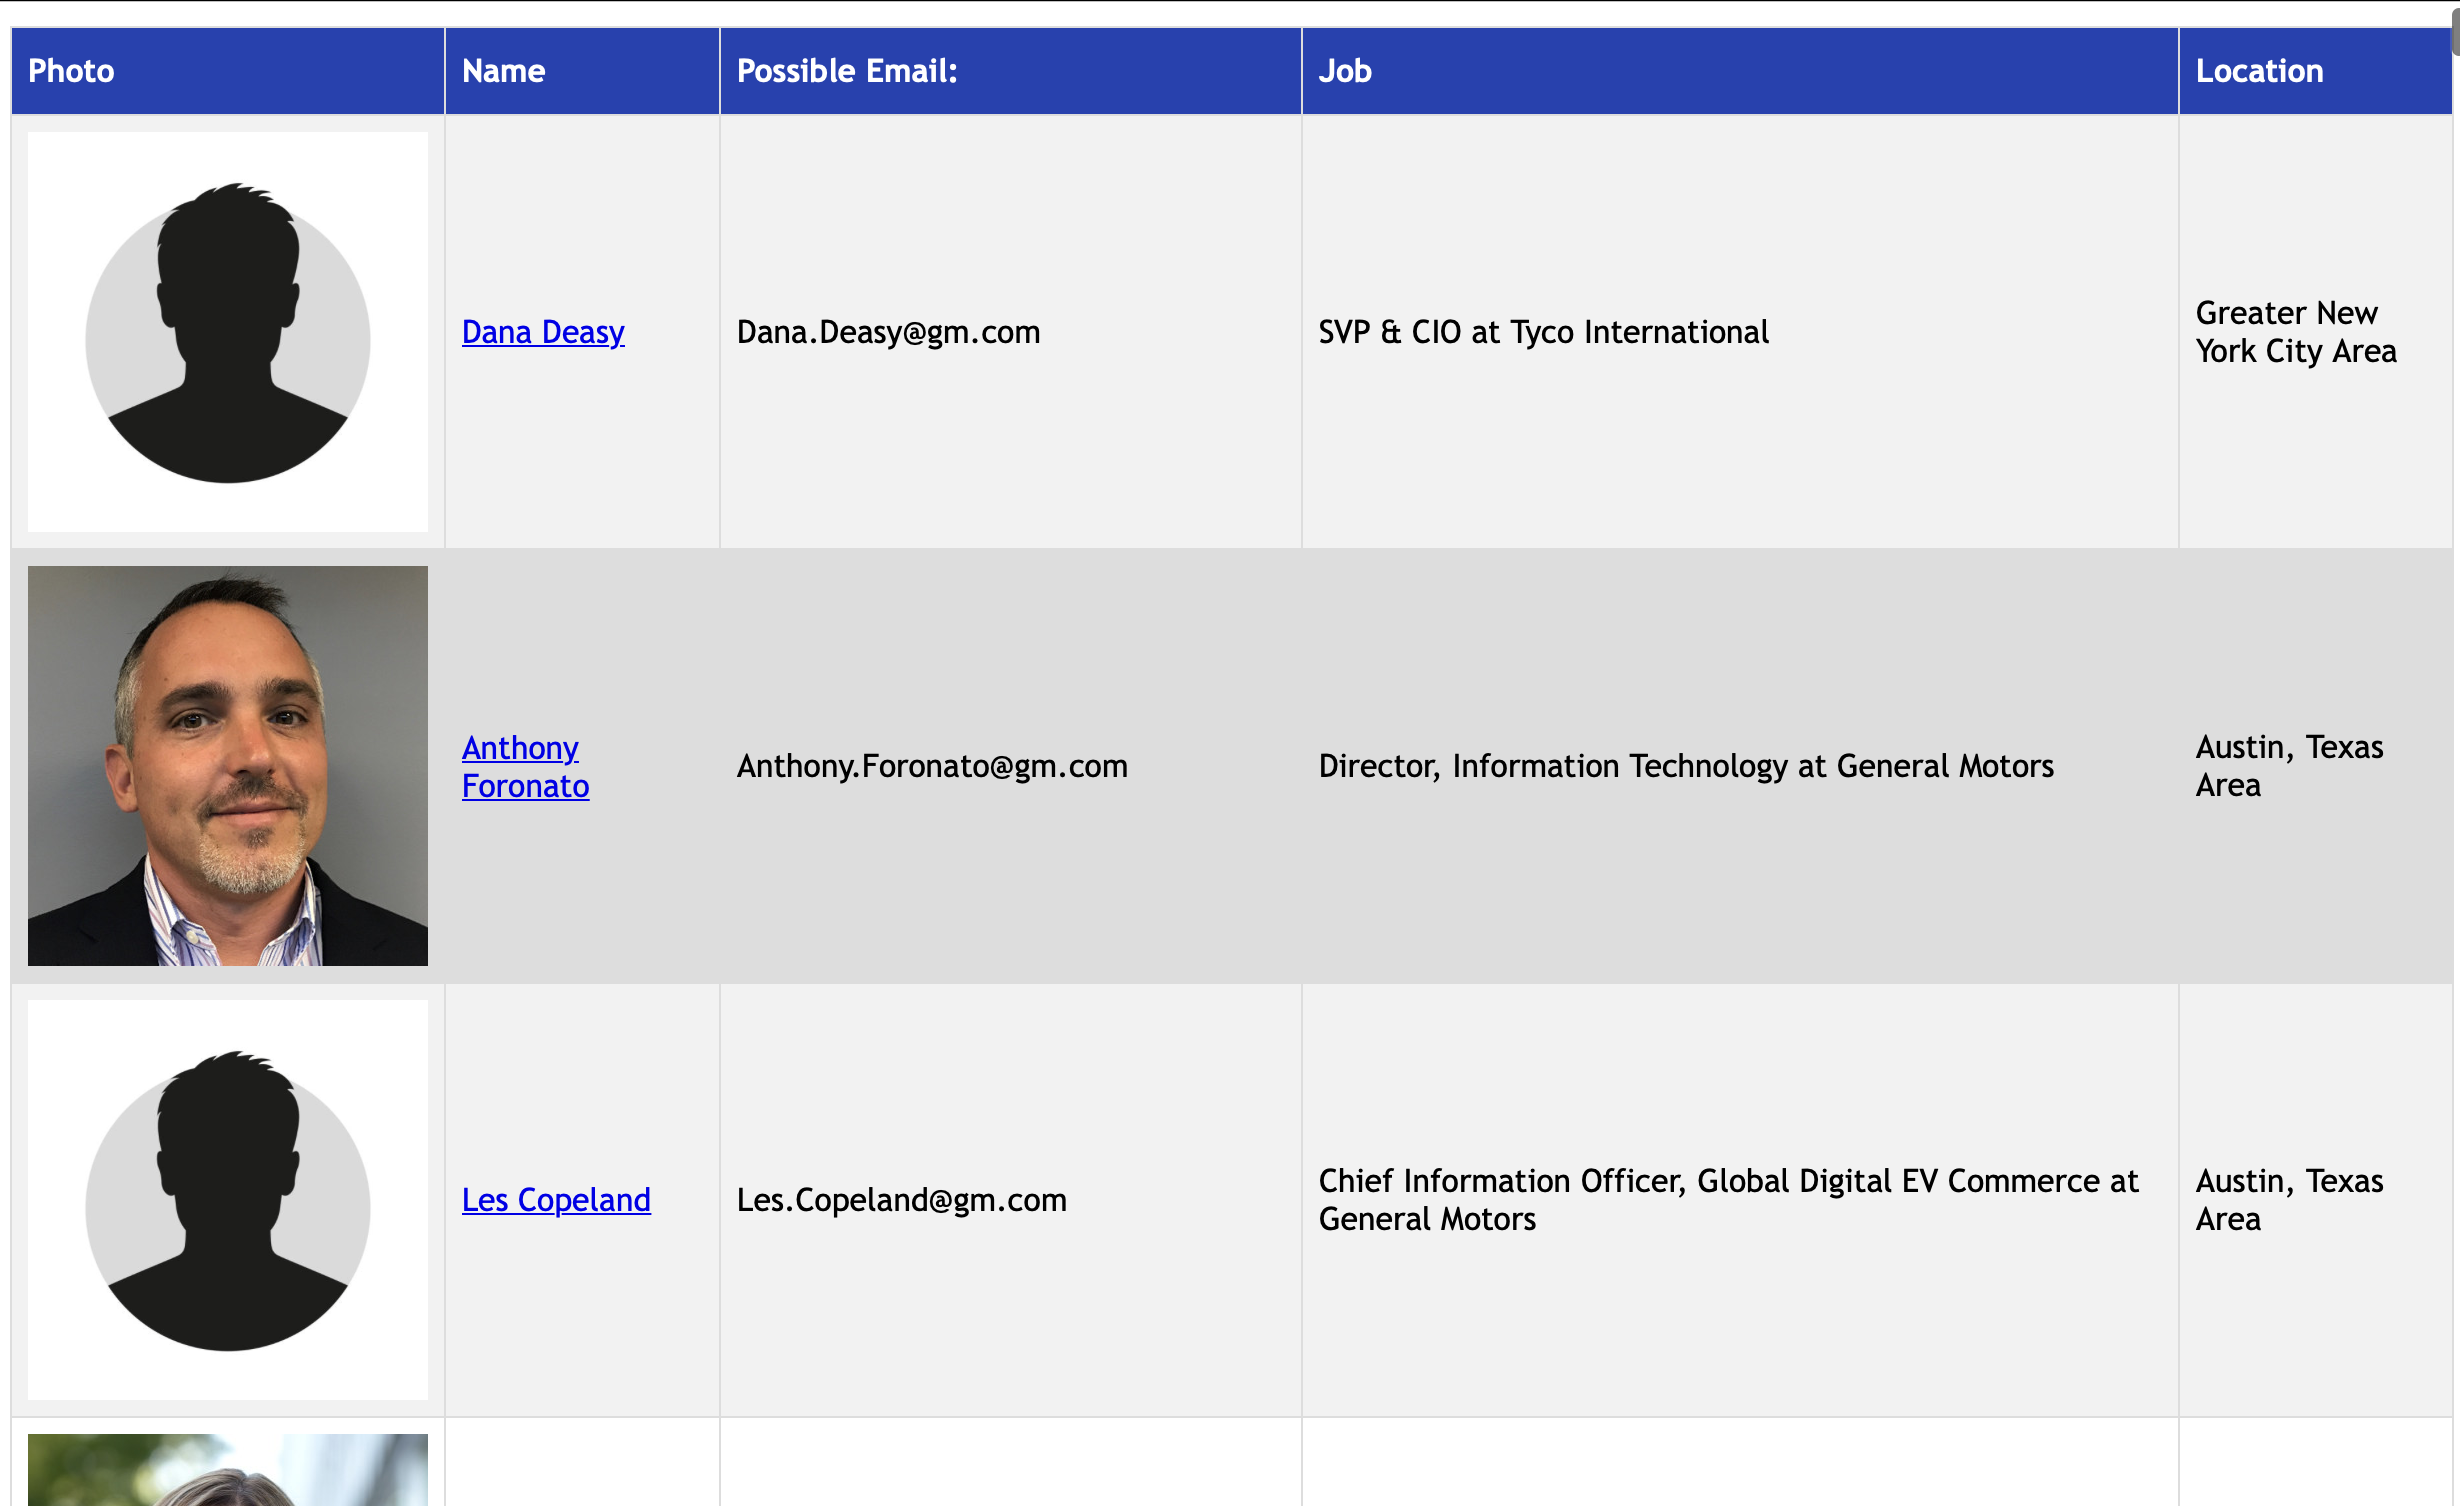 Photo Name Possible Email: Job Location
Dana Deasy Dana.Deasy@gm.com SVP & CIO at Tyco International Greater New
York City Area
Anthony
Foronato Anthony.Foronato@gm.com Director, Information Technology at General Motors Austin, Texas
Area
Les Copeland Les.Copeland@gm.com Chief Information Officer, Global Digital EV Commerce at
General Motors Austin, Texas
Area